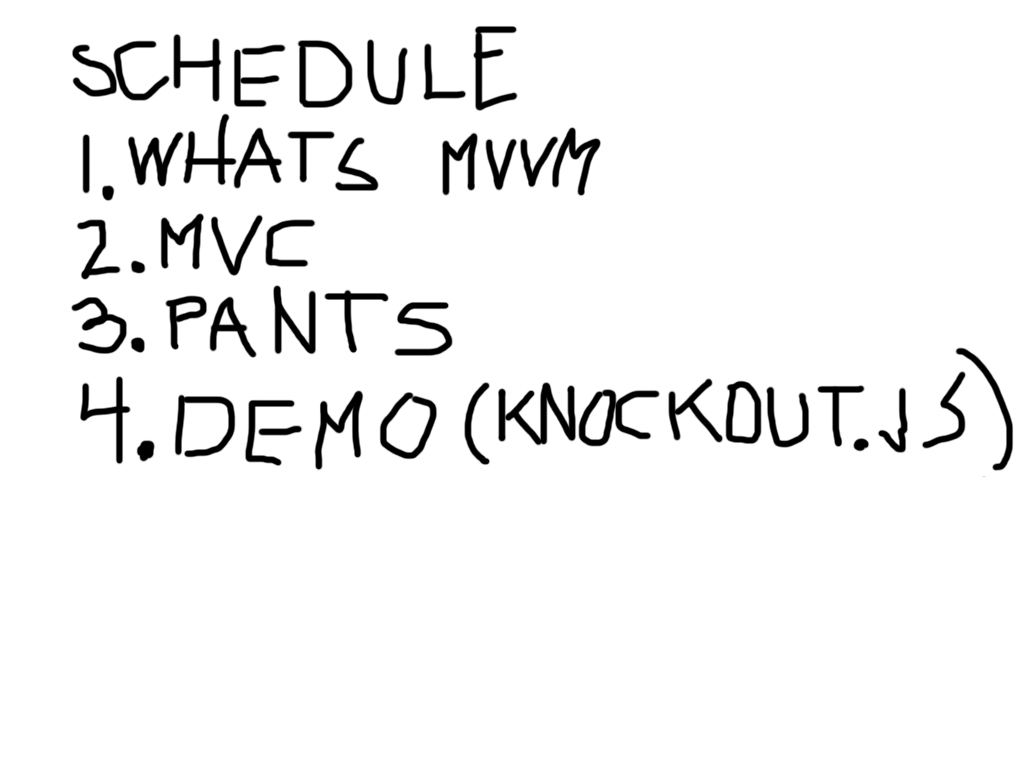 SCHEDULE
1. WHATS MVVM
2. MVC
3. PANTS
4. DEMO (KNOCKOUT.JS)